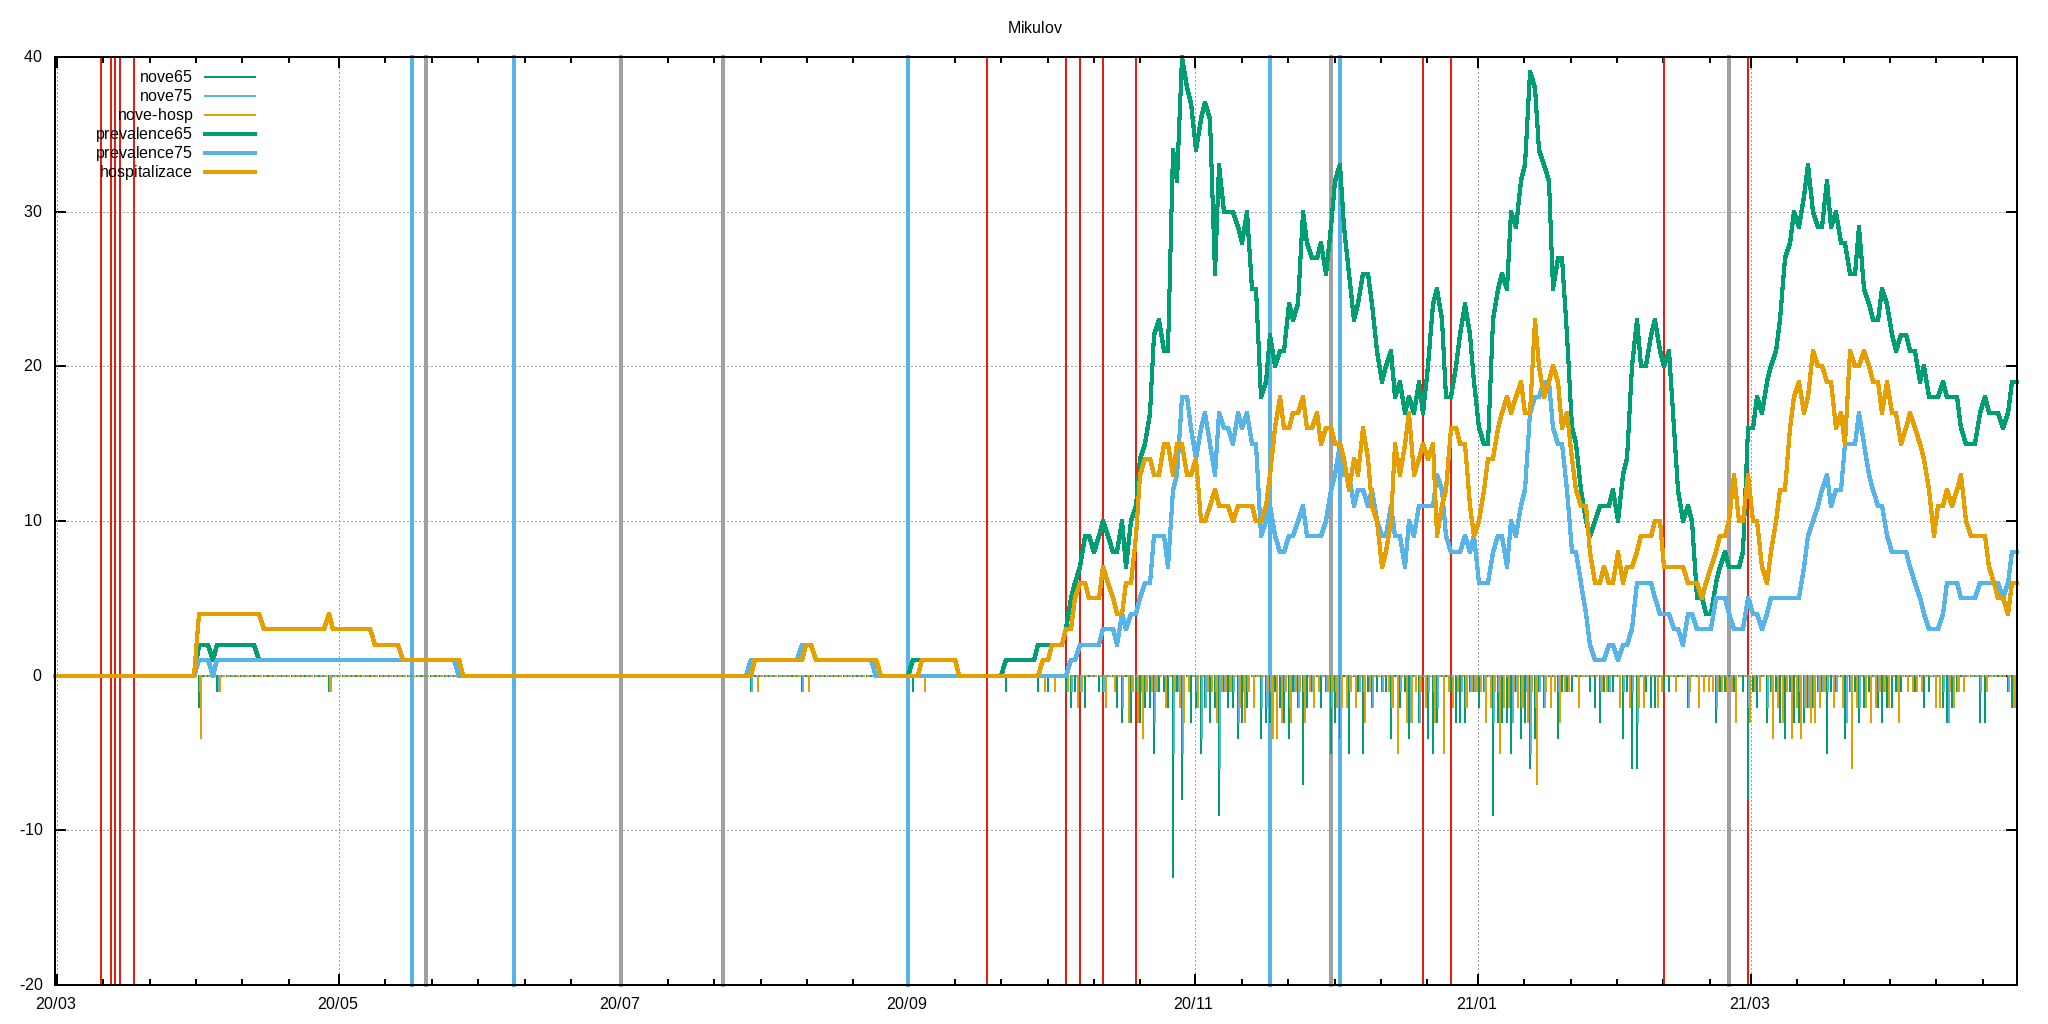 Mikulov
40
nove65
nove75
nove-hosp
prevalence65
prevalence75
hospitalizace
30
20
10
0
-10
-20
20/03 20/05 20/07 20/09 20/11 21/01 21/03